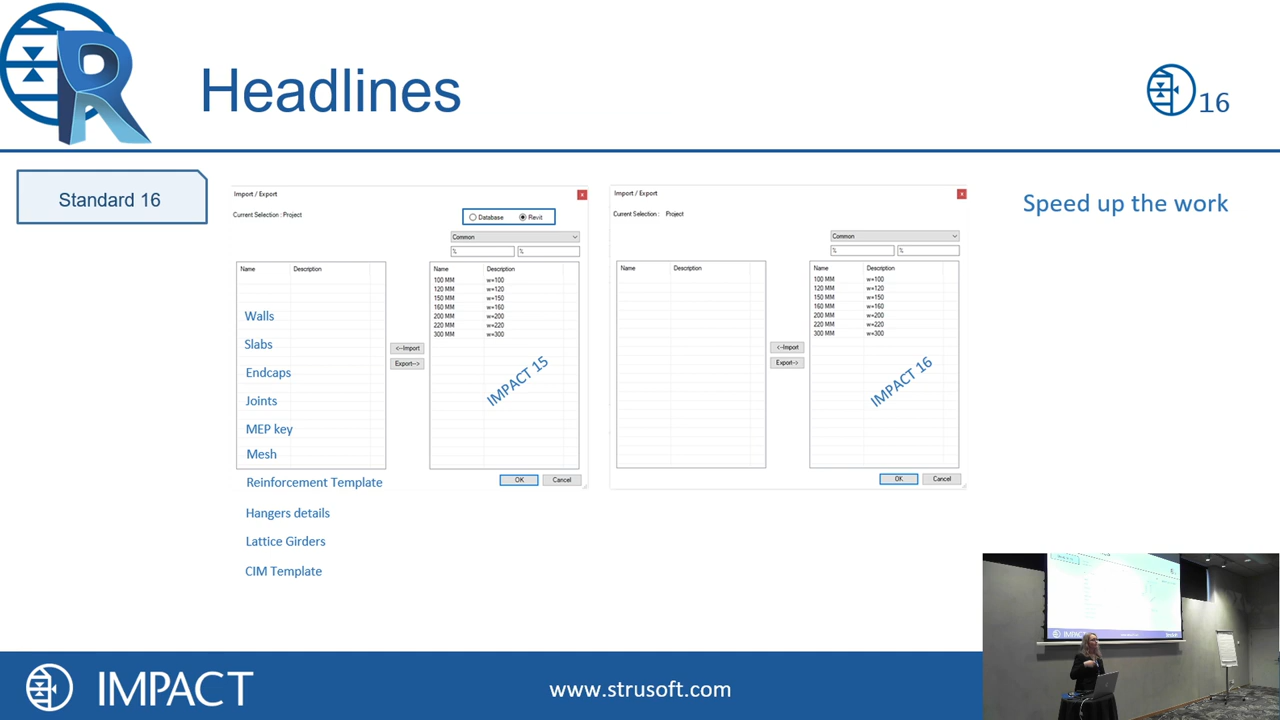 R
Headlines
16
Standard 16
Speed up the work
Import / Export
Current Selection : Project
Database
Revit
Common
%
%
Name Description
Name Description
100 MM w=100
120 MM w=120
150 MM w=150
160 MM w=160
200 MM w=200
220 MM w=220
300 MM w=300
<--Import
Export-->
IMPACT 15
OK
Cancel
Walls
Slabs
Endcaps
Joints
MEP key
Mesh
Reinforcement Template
Hangers details
Lattice Girders
CIM Template
Import / Export
Current Selection : Project
Common
%
%
Name Description
Name Description
100 MM w=100
120 MM w=120
150 MM w=150
160 MM w=160
200 MM w=200
220 MM w=220
300 MM w=300
<--Import
Export-->
IMPACT 16
OK
Cancel
IMPACT
www.strusoft.com